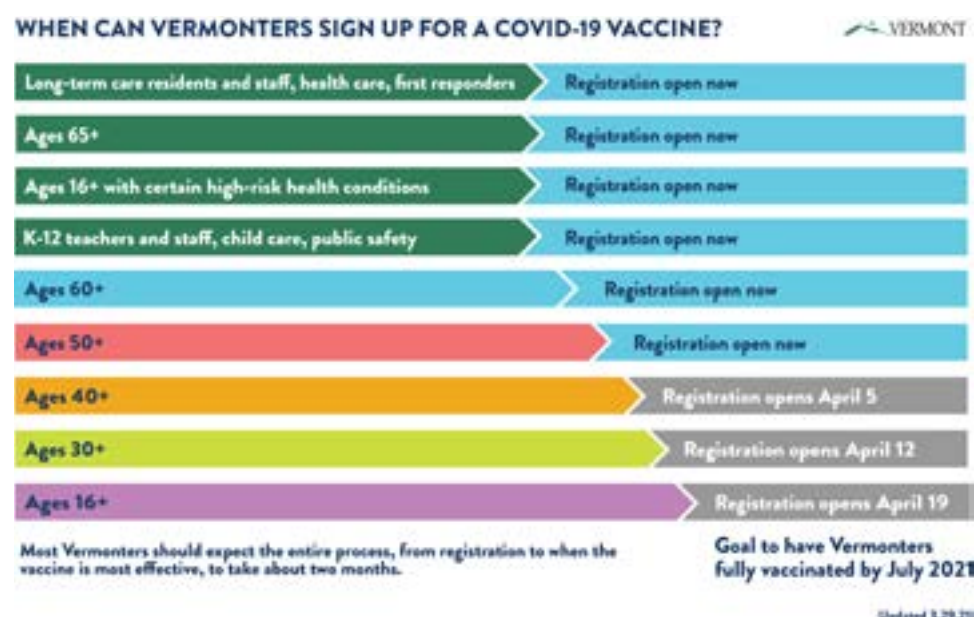 WHEN CAN VERMONTERS SIGN UP FOR A COVID-19 VACCINE?
VERMONT
Long-term care residents and staff, health care, first responders
Registration open now
Ages 65+
Registration open now
Ages 16+ with certain high-risk health conditions
Registration open now
K-12 teachers and staff, child care, public safety
Registration open now
Ages 60+
Registration open now
Ages 50+
Registration open now
Ages 40+
Registration opens April 5
Ages 30+
Registration opens April 12
Ages 16+
Registration opens April 19
Most Vermonters should expect the entire process, from registration to when the
vaccine is most effective, to take about two months.
Goal to have Vermonters
fully vaccinated by July 2021
Updated